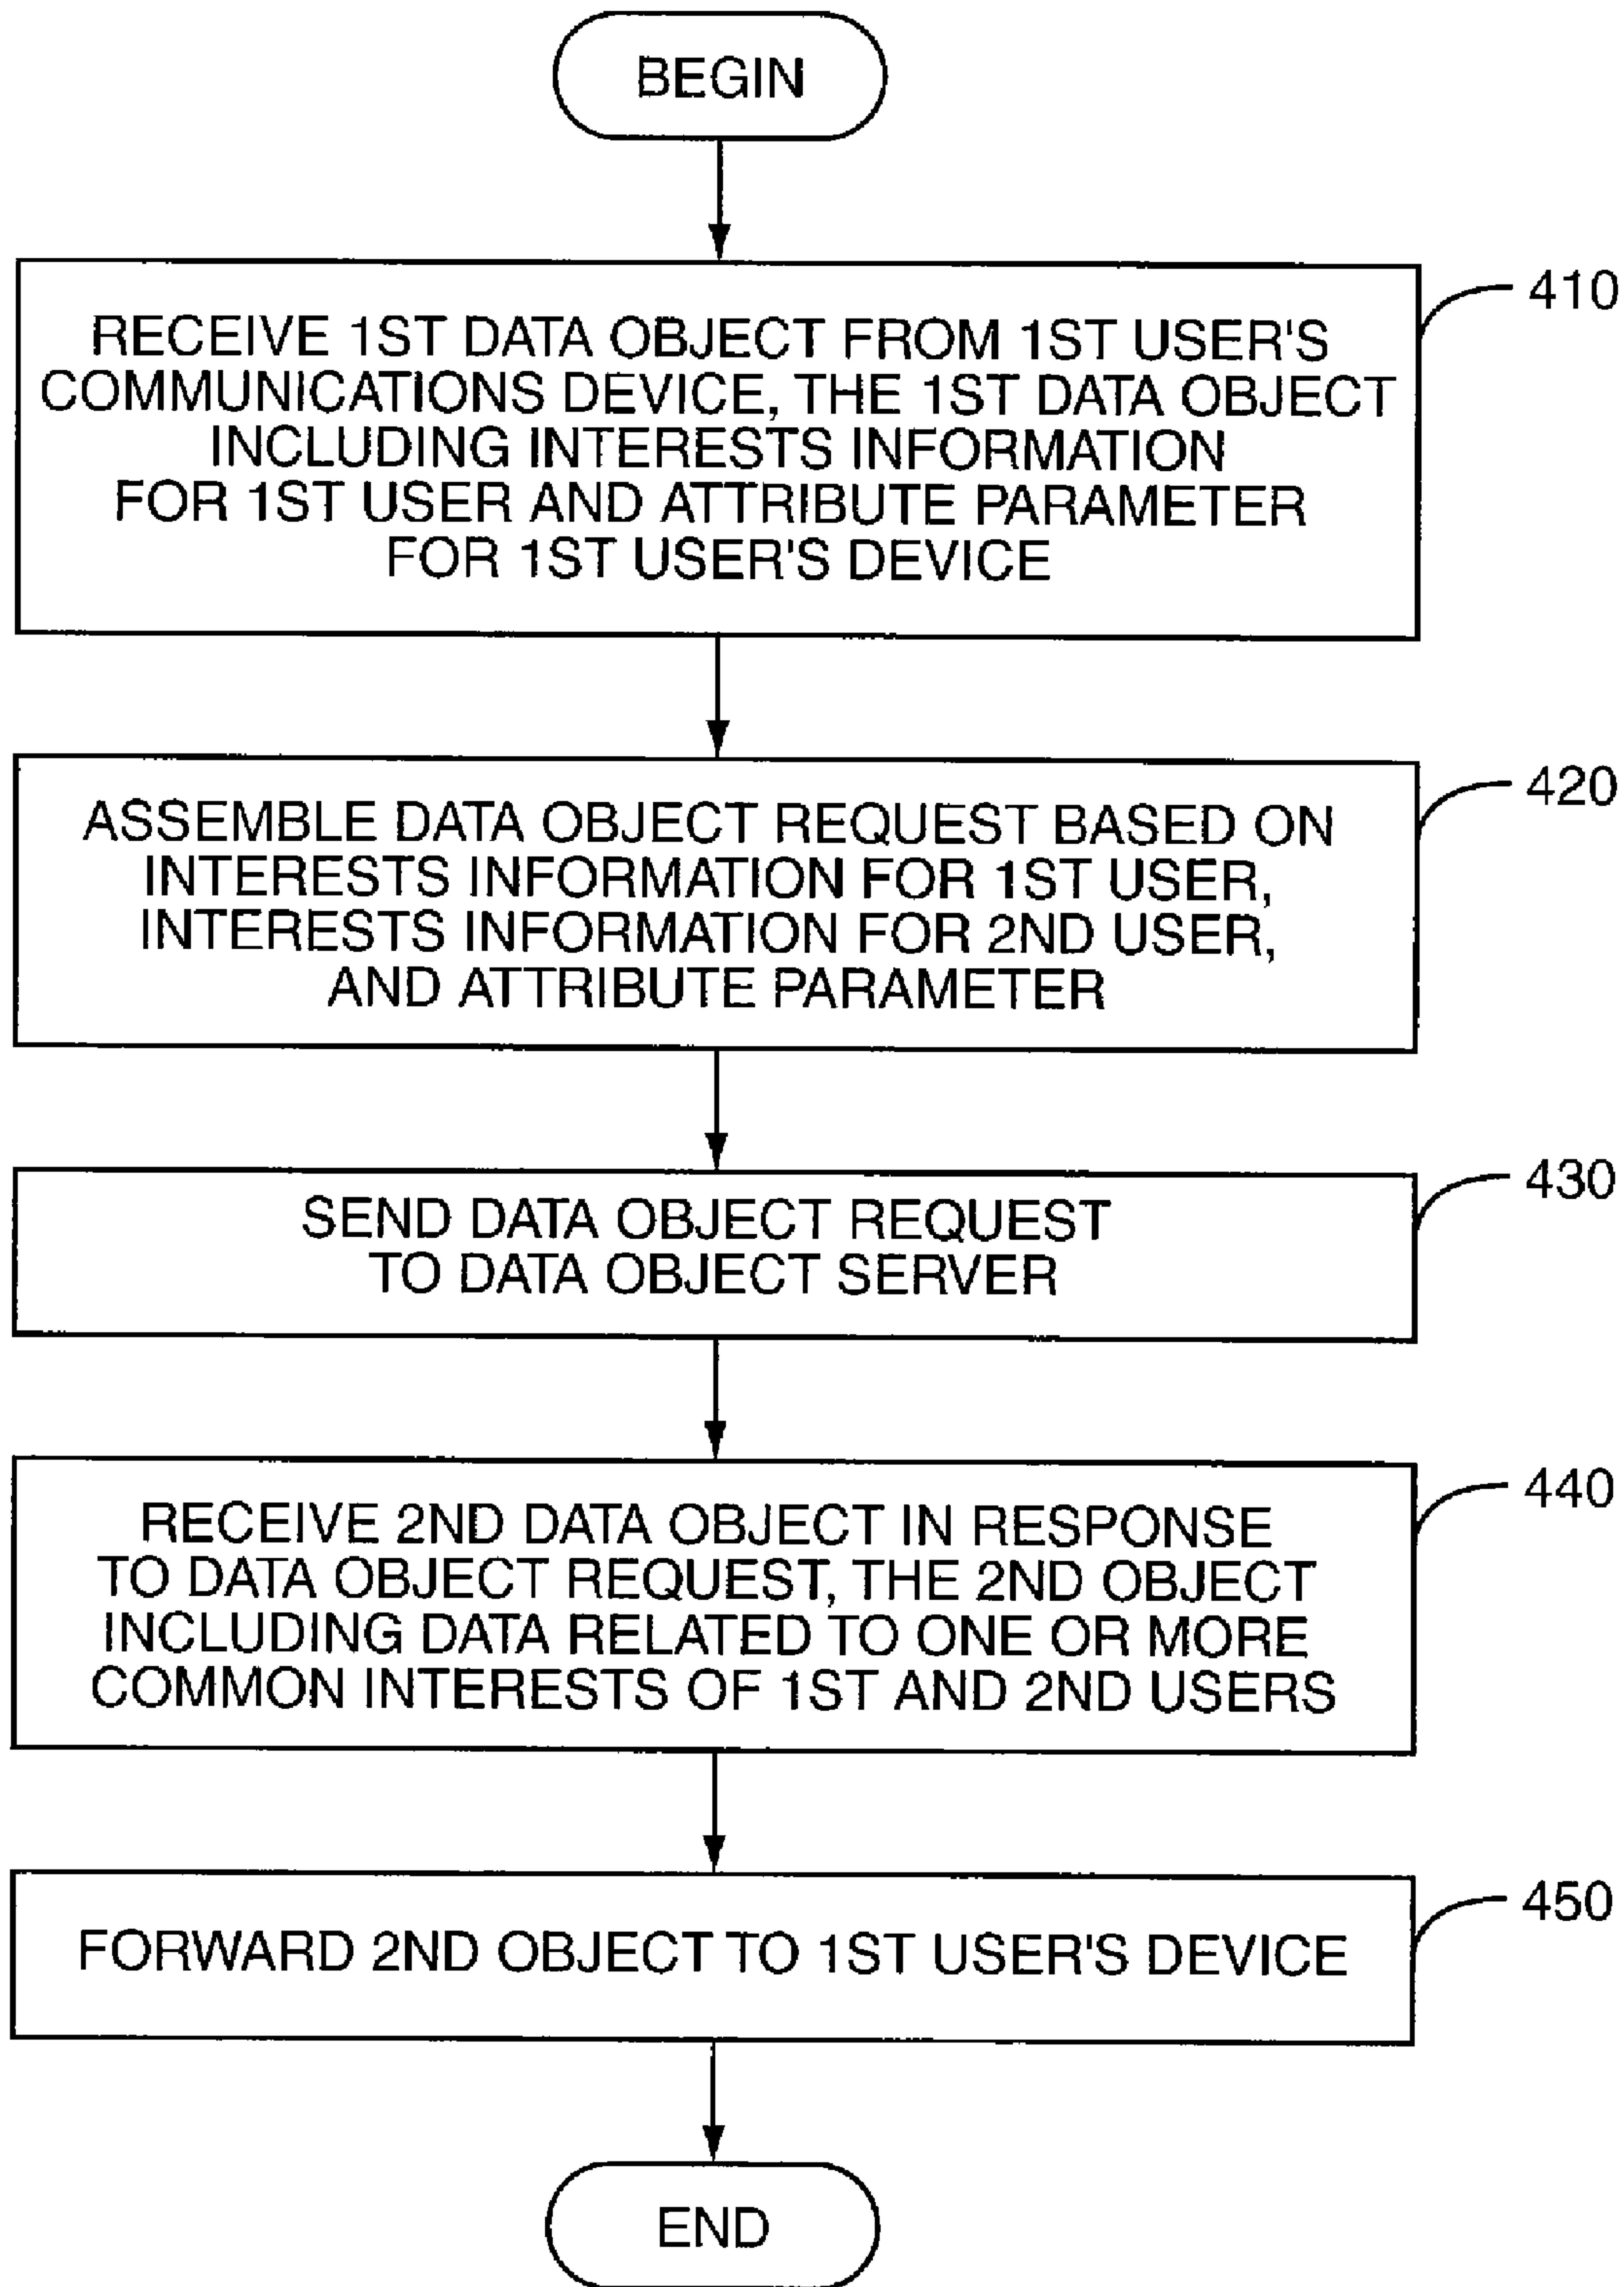 BEGIN
RECEIVE 1ST DATA OBJECT FROM 1ST USER'S
COMMUNICATIONS DEVICE, THE 1ST DATA OBJECT
INCLUDING INTERESTS INFORMATION
FOR 1ST USER AND ATTRIBUTE PARAMETER
FOR 1ST USER'S DEVICE
410
ASSEMBLE DATA OBJECT REQUEST BASED ON
INTERESTS INFORMATION FOR 1ST USER,
INTERESTS INFORMATION FOR 2ND USER,
AND ATTRIBUTE PARAMETER
420
SEND DATA OBJECT REQUEST
TO DATA OBJECT SERVER
430
RECEIVE 2ND DATA OBJECT IN RESPONSE
TO DATA OBJECT REQUEST, THE 2ND OBJECT
INCLUDING DATA RELATED TO ONE OR MORE
COMMON INTERESTS OF 1ST AND 2ND USERS
440
FORWARD 2ND OBJECT TO 1ST USER'S DEVICE
450
END